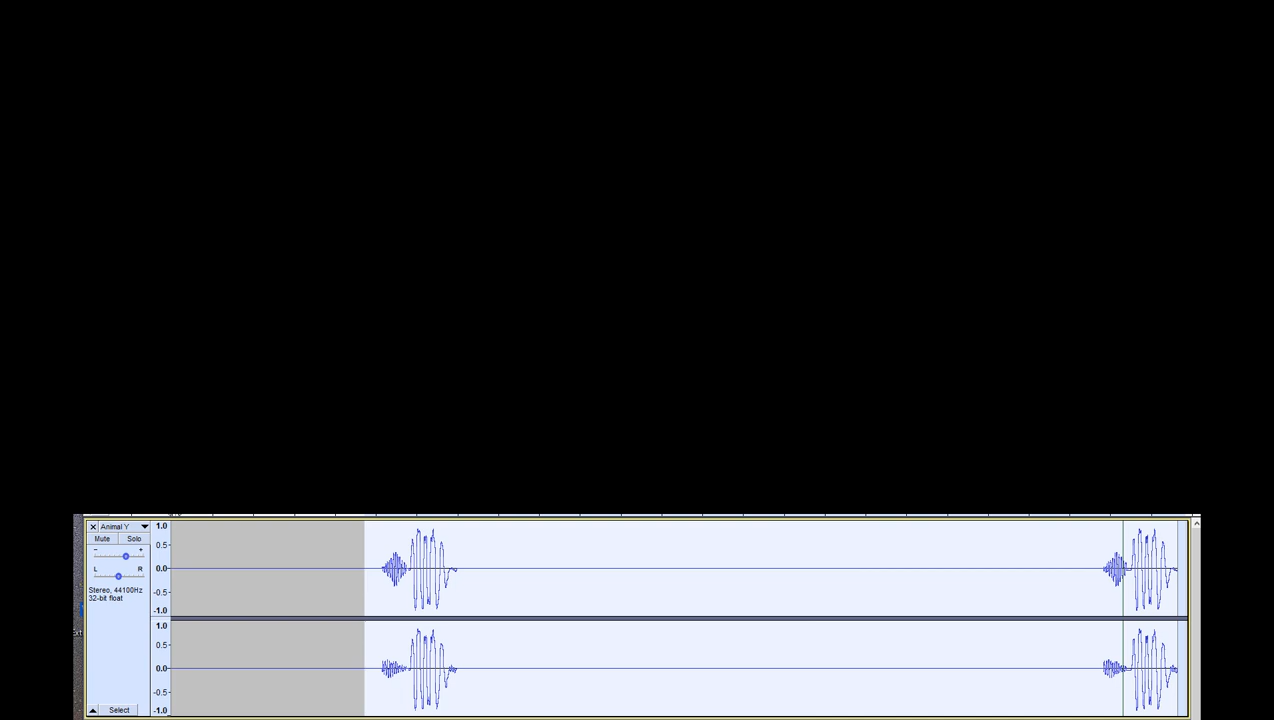 × Animal Y
Mute Solo
- +
L R
Stereo, 44100Hz
32-bit float
Select
1.0
0.5
0.0
-0.5
-1.0
1.0
0.5
0.0
-0.5
-1.0
Ext